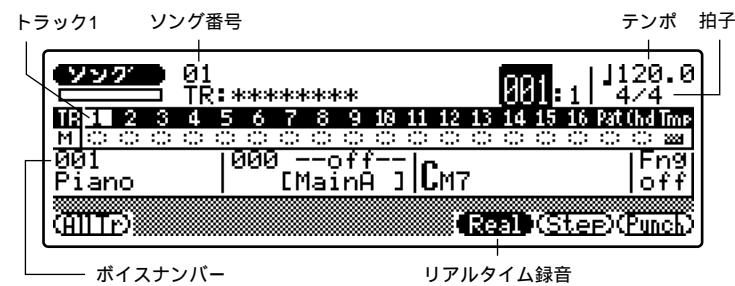 トラック1 ソング番号 テンポ 拍子
ソング 01 001:1 ♩120.0
TR:******** 4/4
TR 1 2 3 4 5 6 7 8 9 10 11 12 13 14 15 16 Pat Chd Tmp
M
001 000 --off-- CM7 Fng
Piano [MainA ] off
(AllTr) (Real) (Step) (Punch)
ボイスナンバー リアルタイム録音